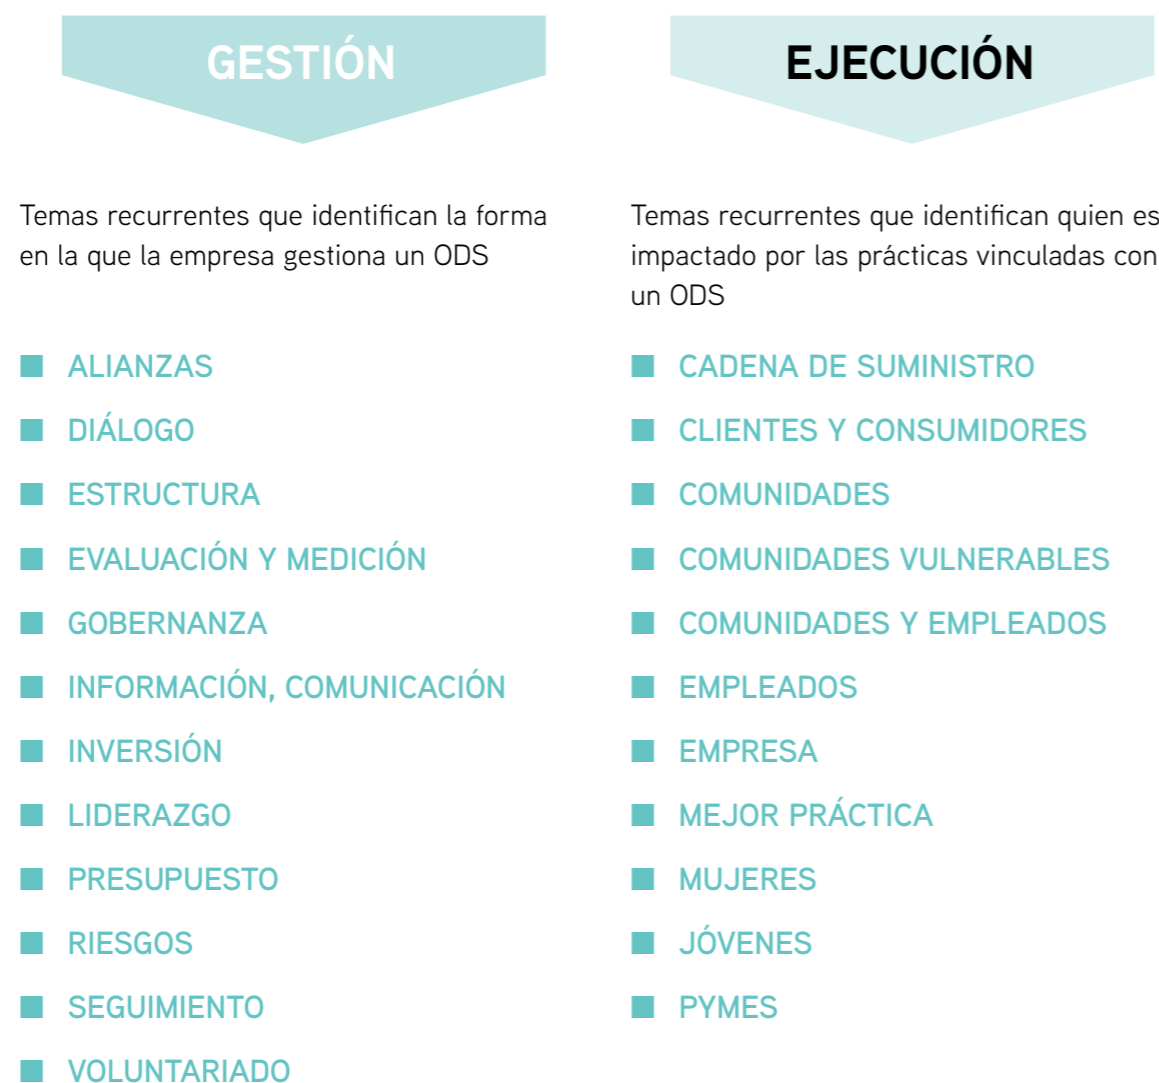 GESTIÓN
Temas recurrentes que identifican la forma
en la que la empresa gestiona un ODS
ALIANZAS
DIÁLOGO
ESTRUCTURA
EVALUACIÓN Y MEDICIÓN
GOBERNANZA
INFORMACIÓN, COMUNICACIÓN
INVERSIÓN
LIDERAZGO
PRESUPUESTO
RIESGOS
SEGUIMIENTO
VOLUNTARIADO
EJECUCIÓN
Temas recurrentes que identifican quien es
impactado por las prácticas vinculadas con
un ODS
CADENA DE SUMINISTRO
CLIENTES Y CONSUMIDORES
COMUNIDADES
COMUNIDADES VULNERABLES
COMUNIDADES Y EMPLEADOS
EMPLEADOS
EMPRESA
MEJOR PRÁCTICA
MUJERES
JÓVENES
PYMES